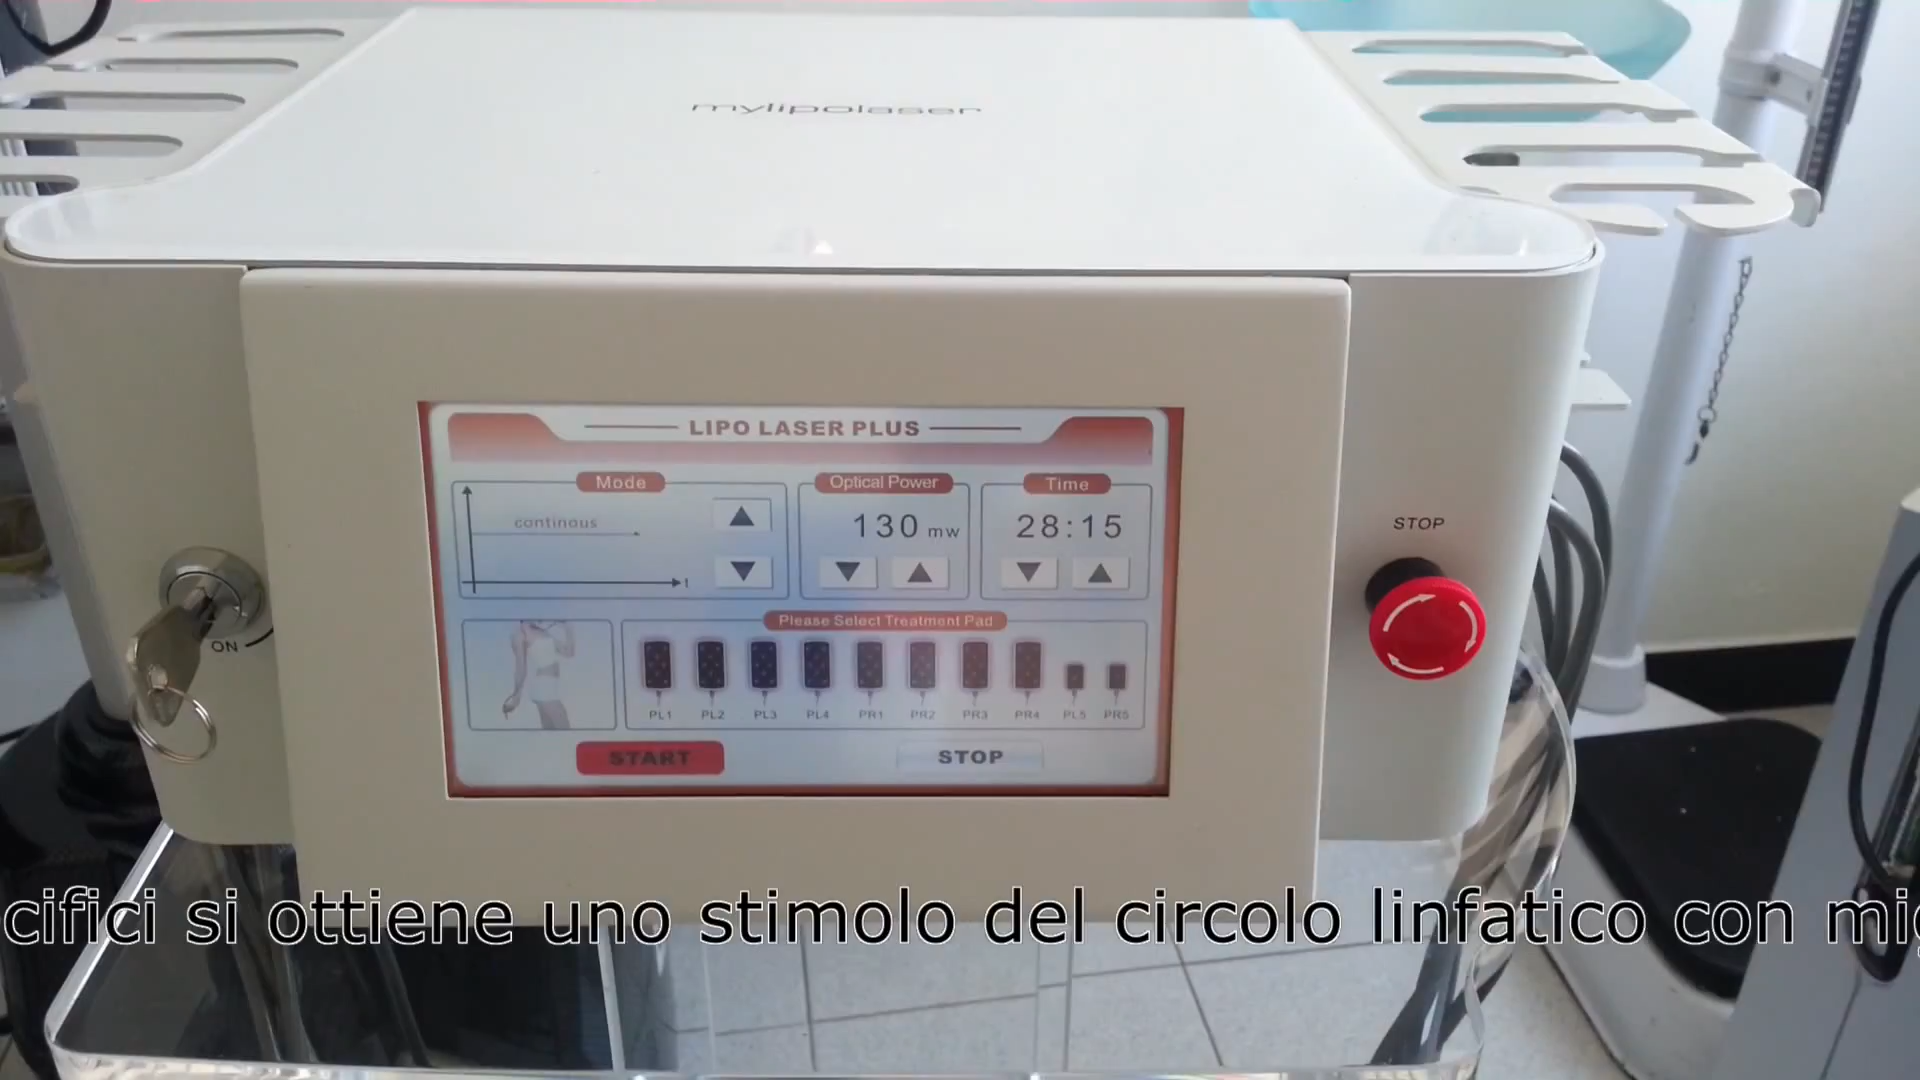 mylipolaser
LIPO LASER PLUS
Mode
Optical Power
Time
continous
130 mw
28:15
t
STOP
ON
Please Select Treatment Pad
PL1 PL2 PL3 PL4 PR1 PR2 PR3 PR4 PL5 PR5
START
STOP
cifici si ottiene uno stimolo del circolo linfatico con mig